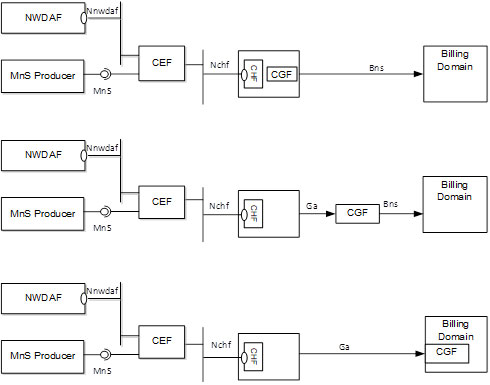 NWDAF
Nnwdaf
MnS Producer
MnS
CEF
Nchf
CHF
CGF
Bns
Billing
Domain
NWDAF
Nnwdaf
MnS Producer
MnS
CEF
Nchf
CHF
Ga
CGF
Bns
Billing
Domain
NWDAF
Nnwdaf
MnS Producer
MnS
CEF
Nchf
CHF
Ga
Billing
Domain
CGF